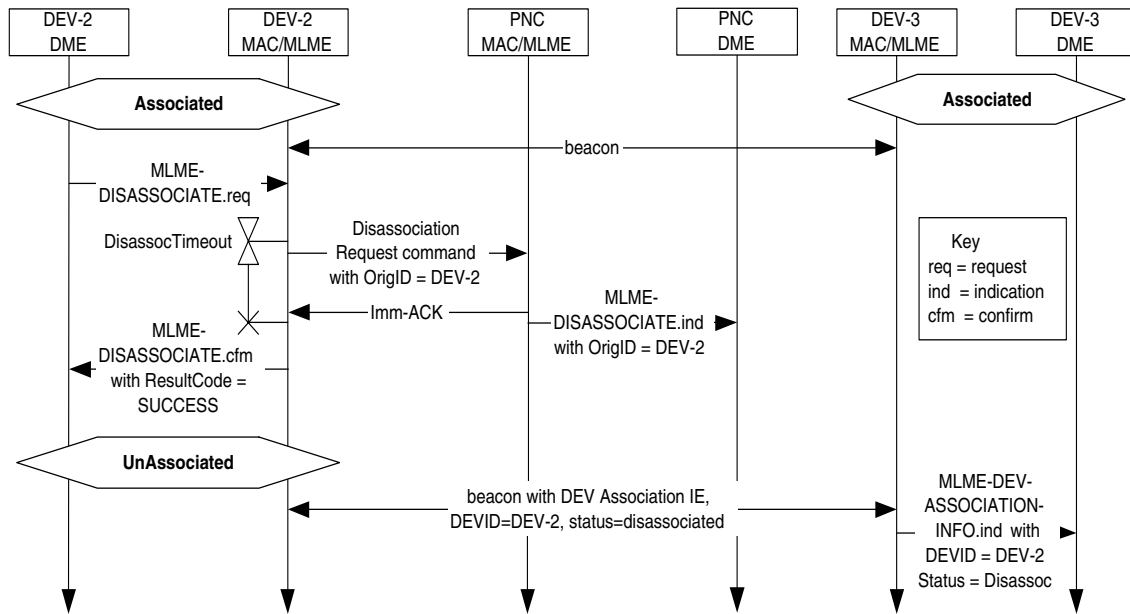 DEV-2
DME
DEV-2
MAC/MLME
PNC
MAC/MLME
PNC
DME
DEV-3
MAC/MLME
DEV-3
DME
Associated
Associated
beacon
MLME-
DISASSOCIATE.req
DisassocTimeout
Disassociation
Request command
with OrigID = DEV-2
Key
req = request
ind = indication
cfm = confirm
Imm-ACK
MLME-
DISASSOCIATE.ind
with OrigID = DEV-2
MLME-
DISASSOCIATE.cfm
with ResultCode =
SUCCESS
UnAssociated
beacon with DEV Association IE,
DEVID=DEV-2, status=disassociated
MLME-DEV-
ASSOCIATION-
INFO.ind with
DEVID = DEV-2
Status = Disassoc